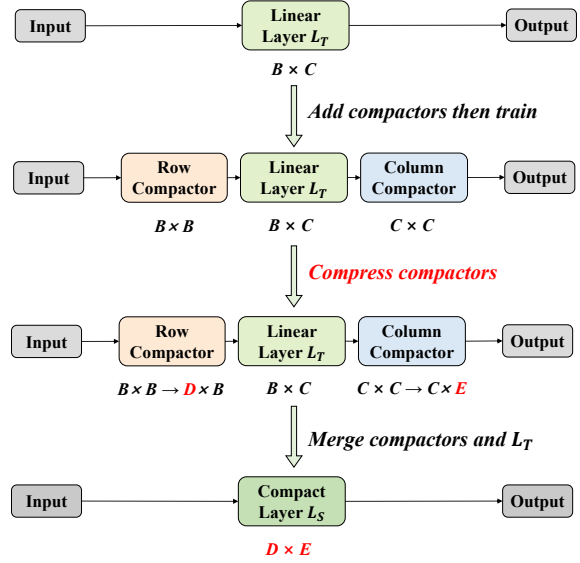 Input
Linear
Layer L_T
Output
B × C
Add compactors then train
Input
Row
Compactor
Linear
Layer L_T
Column
Compactor
Output
B × B
B × C
C × C
Compress compactors
Input
Row
Compactor
Linear
Layer L_T
Column
Compactor
Output
B × B → D × B
B × C
C × C → C × E
Merge compactors and L_T
Input
Compact
Layer L_S
Output
D × E